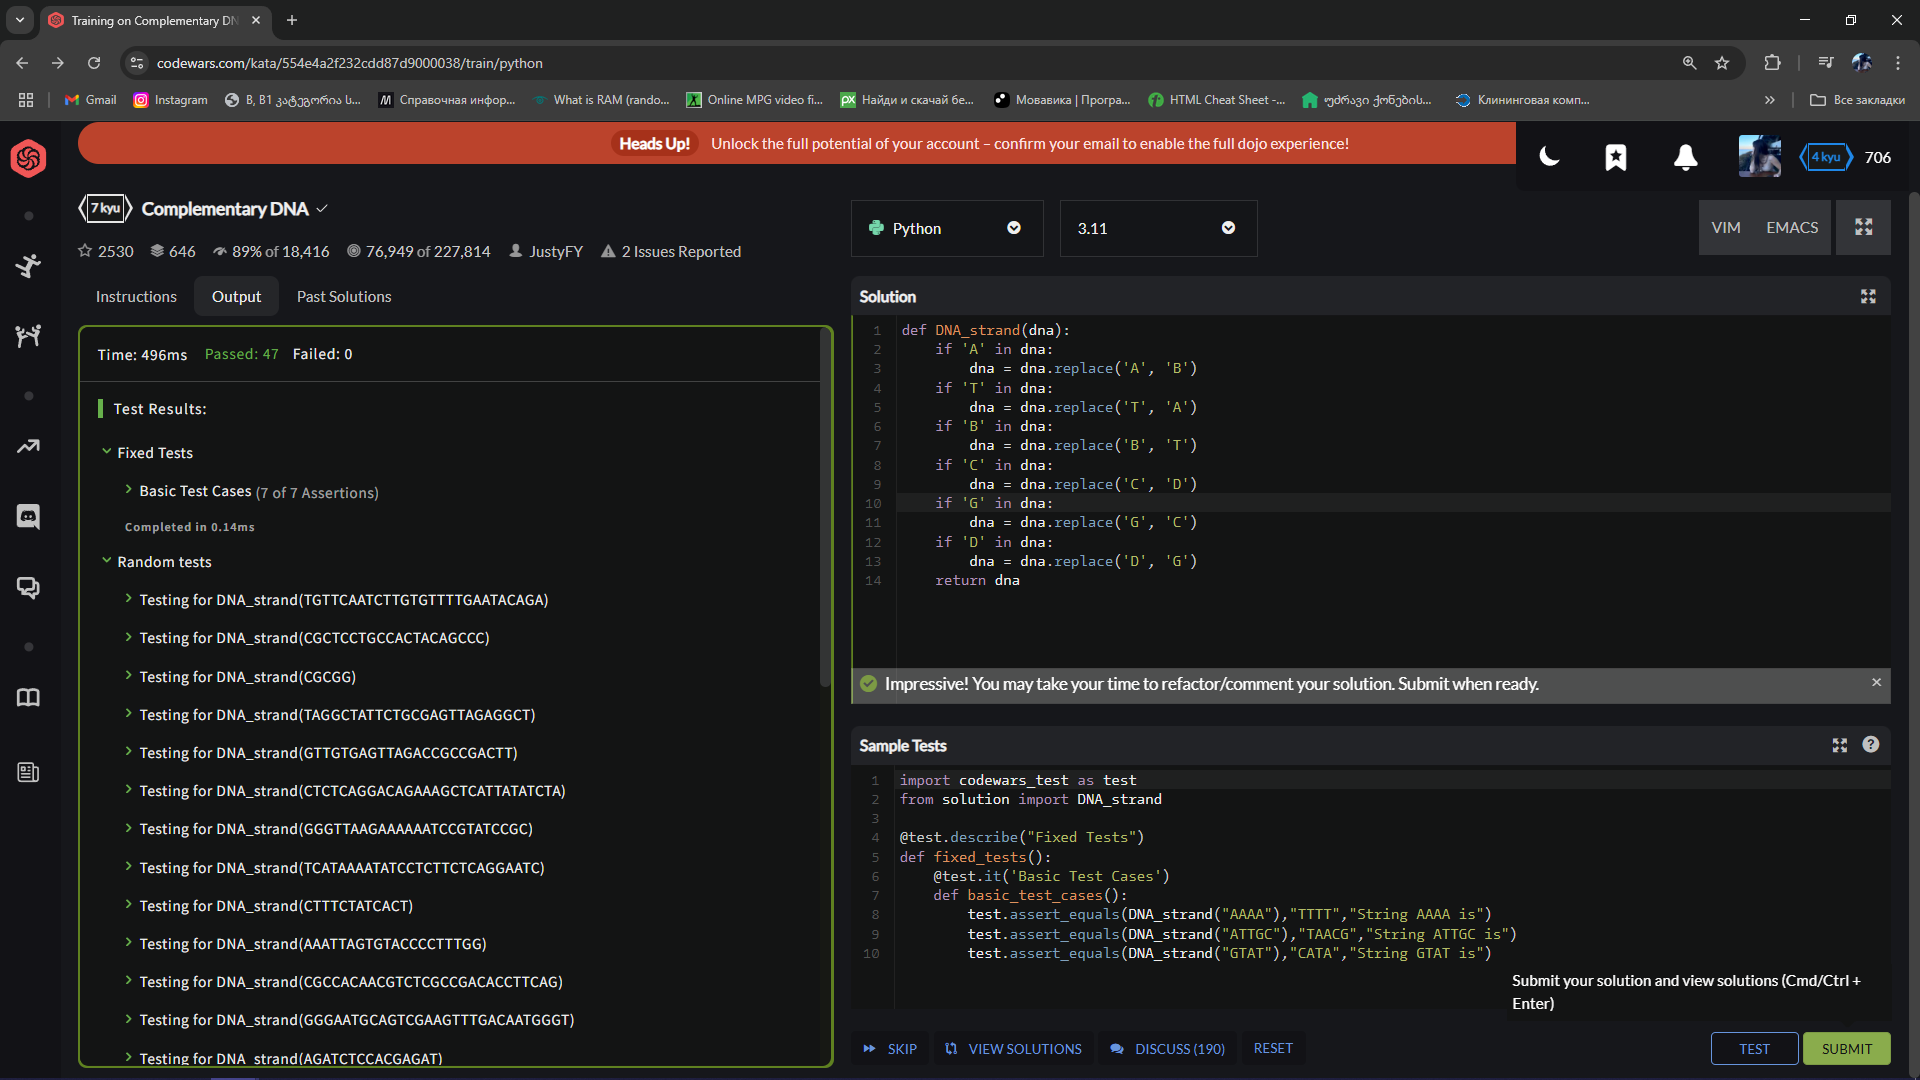 Training on Complementary DN
codewars.com/kata/554e4a2f232cdd87d9000038/train/python
Gmail
Instagram
B, B1 კატეგორია ს...
Справочная инфор...
What is RAM (rando...
Online MPG video fi...
Найди и скачай бе...
Мовавика | Програ...
HTML Cheat Sheet -...
უძრავი ქონების...
Клининговая комп...
Все закладки
Heads Up! Unlock the full potential of your account – confirm your email to enable the full dojo experience!
4 kyu 706
7 kyu Complementary DNA
2530 646 89% of 18,416 76,949 of 227,814 JustyFY 2 Issues Reported
Instructions Output Past Solutions
Time: 496ms Passed: 47 Failed: 0
Test Results:
Fixed Tests
Basic Test Cases (7 of 7 Assertions)
Completed in 0.14ms
Random tests
Testing for DNA_strand(TGTTCAATCTTGTGTTTTGAATACAGA)
Testing for DNA_strand(CGCTCCTGCCACTACAGCCC)
Testing for DNA_strand(CGCGG)
Testing for DNA_strand(TAGGCTATTCTGCGAGTTAGAGGCT)
Testing for DNA_strand(GTTGTGAGTTAGACCGCCGACTT)
Testing for DNA_strand(CTCTCAGGACAGAAAGCTCATTATATCTA)
Testing for DNA_strand(GGGTTAAGAAAAAATCCGTATCCGC)
Testing for DNA_strand(TCATAAAATATCCTCTTCTCAGGAATC)
Testing for DNA_strand(CTTTCTATCACT)
Testing for DNA_strand(AAATTAGTGTACCCCTTTGG)
Testing for DNA_strand(CGCCACAACGTCTCGCCGACACCTTCAG)
Testing for DNA_strand(GGGAATGCAGTCGAAGTTTGACAATGGGT)
Testing for DNA_strand(AGATCTCCACGAGAT)
Python
3.11
VIM EMACS
Solution
1 def DNA_strand(dna):
2 if 'A' in dna:
3 dna = dna.replace('A', 'B')
4 if 'T' in dna:
5 dna = dna.replace('T', 'A')
6 if 'B' in dna:
7 dna = dna.replace('B', 'T')
8 if 'C' in dna:
9 dna = dna.replace('C', 'D')
10 if 'G' in dna:
11 dna = dna.replace('G', 'C')
12 if 'D' in dna:
13 dna = dna.replace('D', 'G')
14 return dna
Impressive! You may take your time to refactor/comment your solution. Submit when ready.
Sample Tests
1 import codewars_test as test
2 from solution import DNA_strand
3
4 @test.describe("Fixed Tests")
5 def fixed_tests():
6 @test.it('Basic Test Cases')
7 def basic_test_cases():
8 test.assert_equals(DNA_strand("AAAA"),"TTTT","String AAAA is")
9 test.assert_equals(DNA_strand("ATTGC"),"TAACG","String ATTGC is")
10 test.assert_equals(DNA_strand("GTAT"),"CATA","String GTAT is")
Submit your solution and view solutions (Cmd/Ctrl +
Enter)
SKIP VIEW SOLUTIONS DISCUSS (190) RESET
TEST SUBMIT